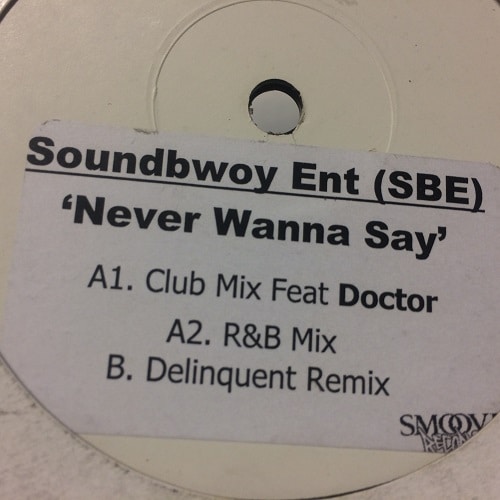 Soundbwoy Ent (SBE)
‘Never Wanna Say’
A1. Club Mix Feat Doctor
A2. R&B Mix
B. Delinquent Remix